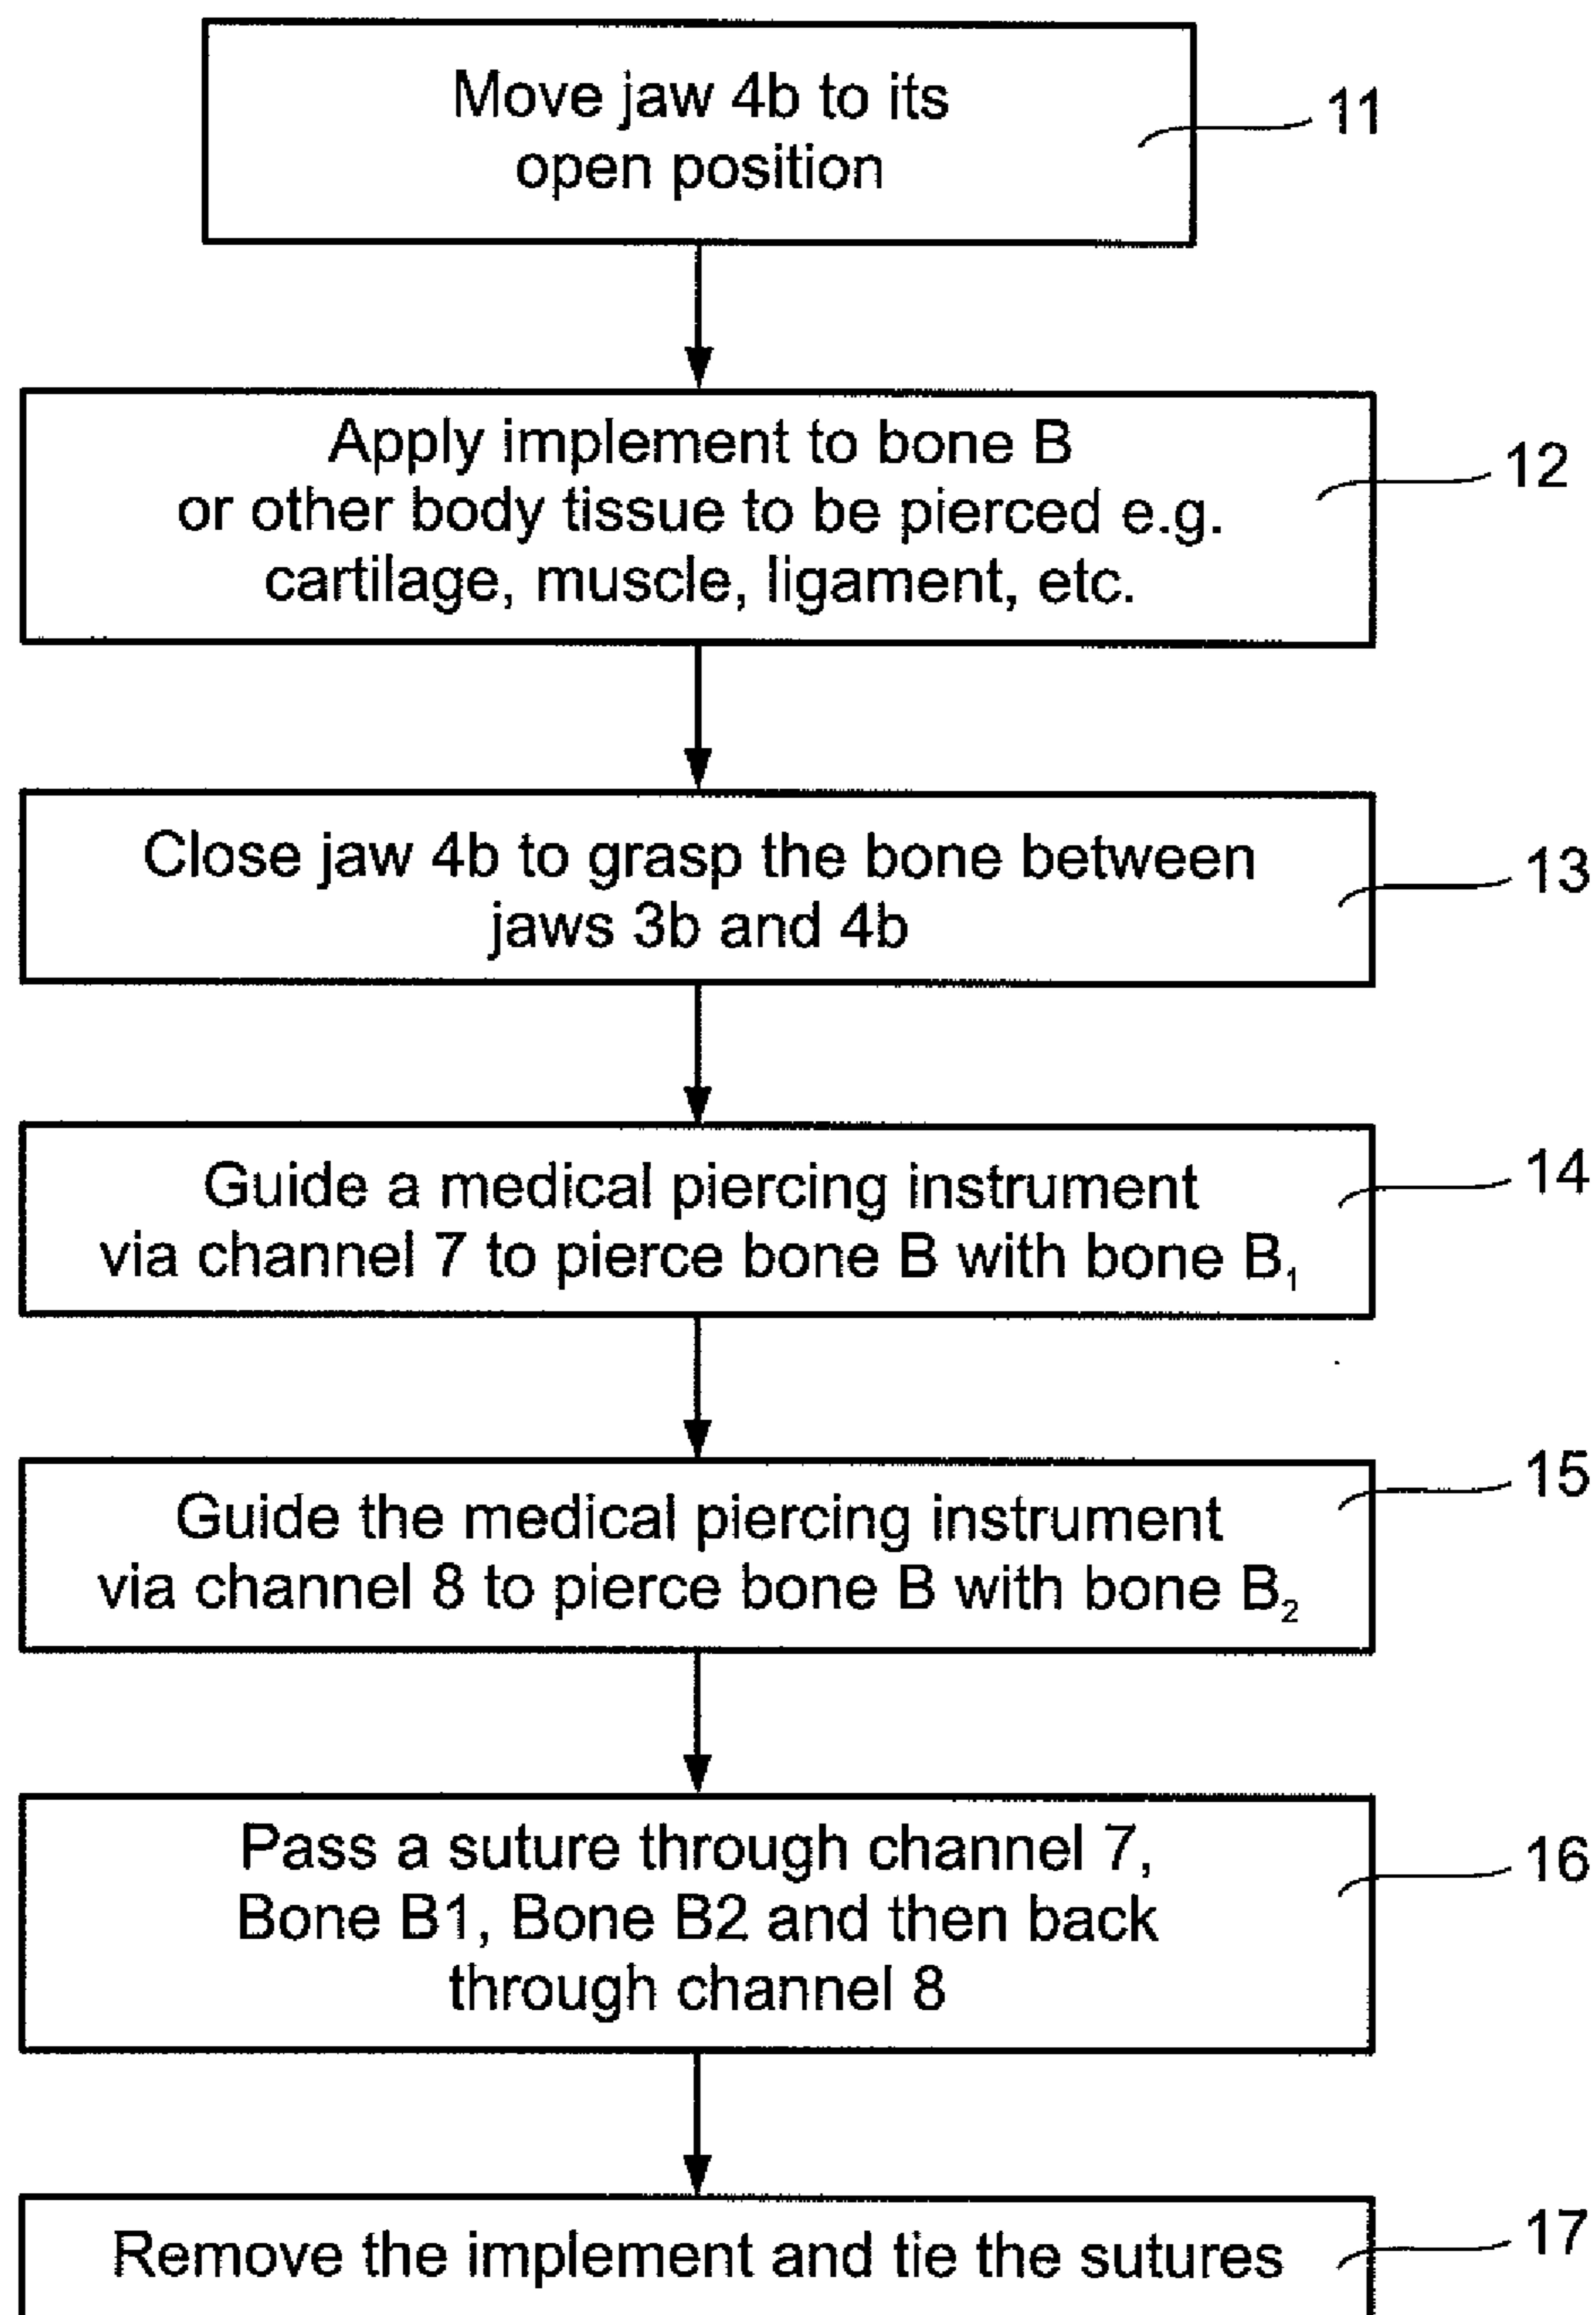 Move jaw 4b to its
open position
11
Apply implement to bone B
or other body tissue to be pierced e.g.
cartilage, muscle, ligament, etc.
12
Close jaw 4b to grasp the bone between
jaws 3b and 4b
13
Guide a medical piercing instrument
via channel 7 to pierce bone B with bone B₁
14
Guide the medical piercing instrument
via channel 8 to pierce bone B with bone B₂
15
Pass a suture through channel 7,
Bone B1, Bone B2 and then back
through channel 8
16
Remove the implement and tie the sutures
17